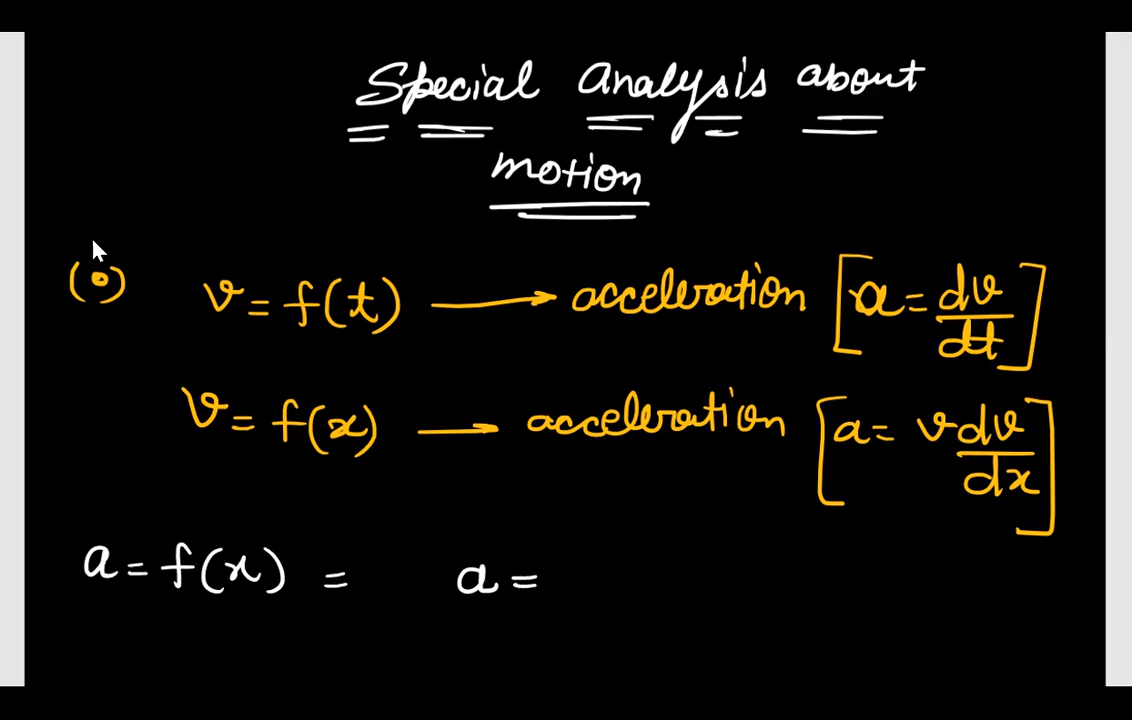 Special Analysis about
motion
(•) v = f(t) → acceleration [a = dv/dt]
v = f(x) → acceleration [a = v dv/dx]
a = f(x) = a =